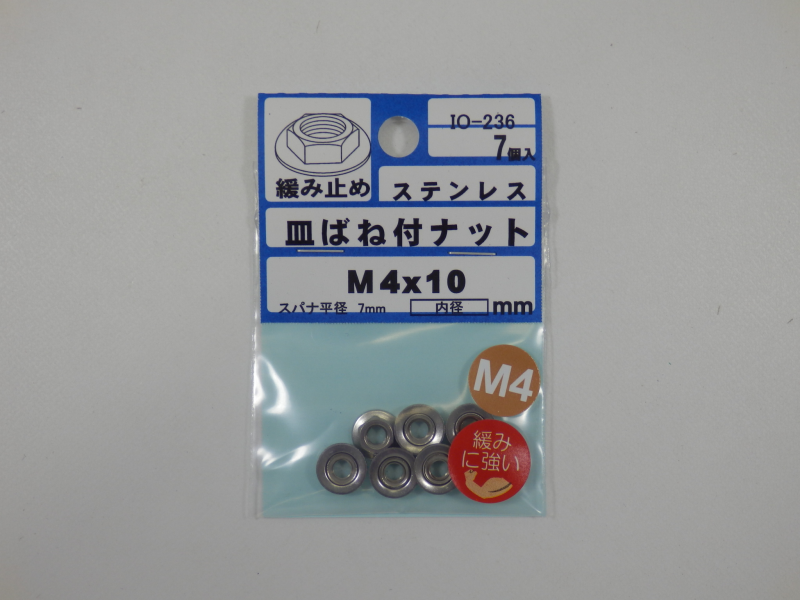 IO-236
7個入
緩み止め
ステンレス
皿ばね付ナット
M4x10
スパナ平径 7mm 内径 mm
M4
緩み
に強い